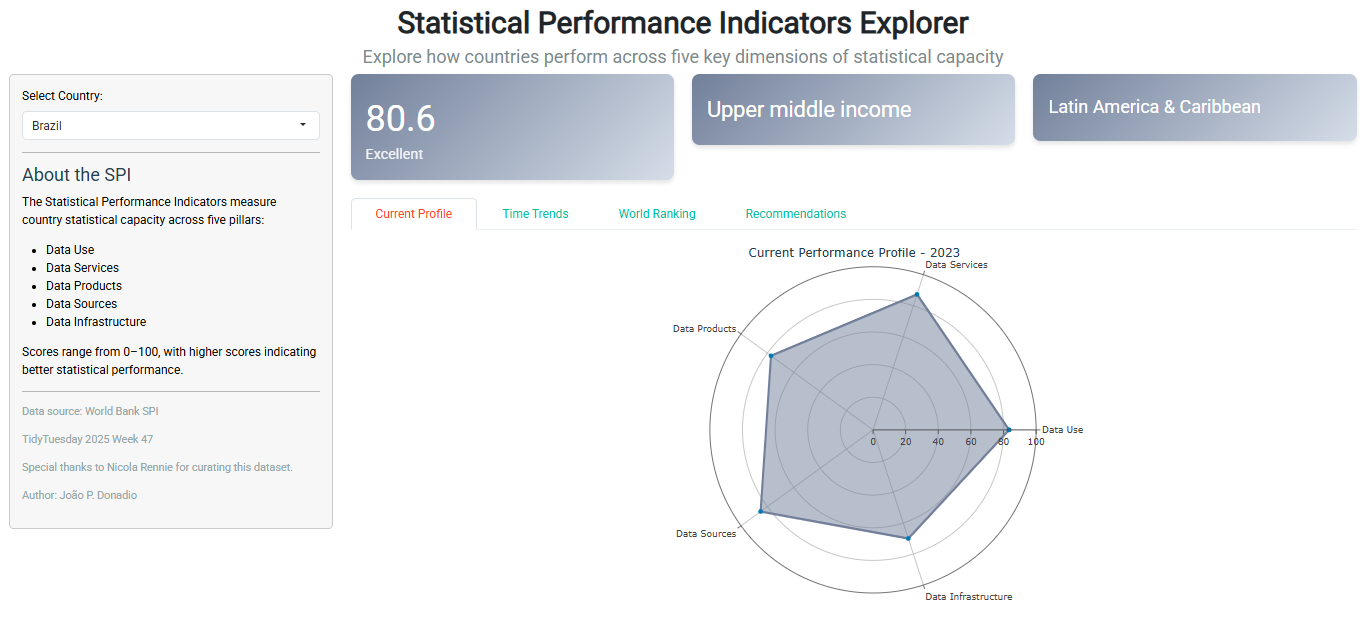 Statistical Performance Indicators Explorer
Explore how countries perform across five key dimensions of statistical capacity
Select Country:
Brazil
About the SPI
The Statistical Performance Indicators measure
country statistical capacity across five pillars:
Data Use
Data Services
Data Products
Data Sources
Data Infrastructure
Scores range from 0–100, with higher scores indicating
better statistical performance.
Data source: World Bank SPI
TidyTuesday 2025 Week 47
Special thanks to Nicola Rennie for curating this dataset.
Author: João P. Donadio
80.6
Excellent
Upper middle income
Latin America & Caribbean
Current Profile
Time Trends
World Ranking
Recommendations
Current Performance Profile - 2023
Data Services
Data Products
Data Use
0 20 40 60 80 100
Data Sources
Data Infrastructure